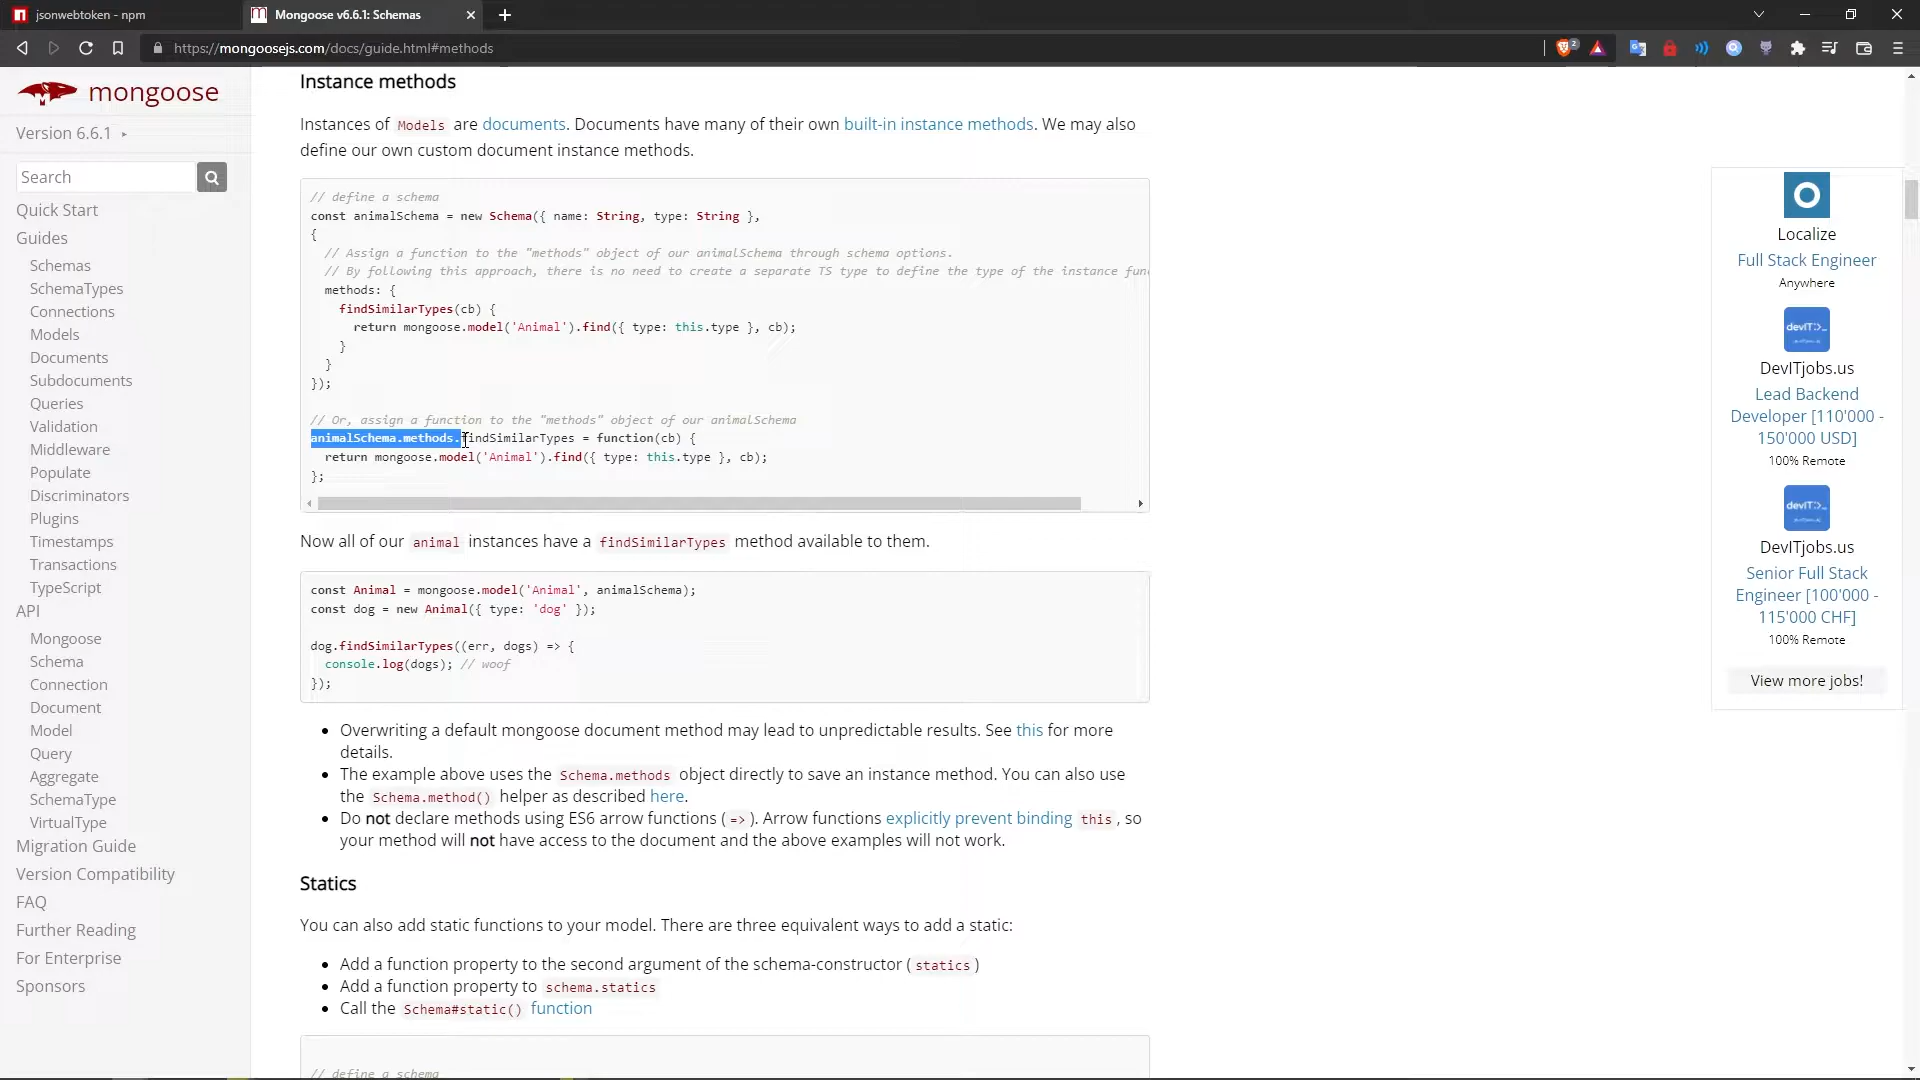 jsonwebtoken - npm
Mongoose v6.6.1: Schemas
https://mongoosejs.com/docs/guide.html#methods
2
mongoose
Version 6.6.1
Search
Quick Start
Guides
Schemas
SchemaTypes
Connections
Models
Documents
Subdocuments
Queries
Validation
Middleware
Populate
Discriminators
Plugins
Timestamps
Transactions
TypeScript
API
Mongoose
Schema
Connection
Document
Model
Query
Aggregate
SchemaType
VirtualType
Migration Guide
Version Compatibility
FAQ
Further Reading
For Enterprise
Sponsors
Instance methods
Instances of Models are documents. Documents have many of their own built-in instance methods. We may also
define our own custom document instance methods.
// define a schema
const animalSchema = new Schema({ name: String, type: String },
{
// Assign a function to the "methods" object of our animalSchema through schema options.
// By following this approach, there is no need to create a separate TS type to define the type of the instance fun
methods: {
findSimilarTypes(cb) {
return mongoose.model('Animal').find({ type: this.type }, cb);
}
}
});
// Or, assign a function to the "methods" object of our animalSchema
animalSchema.methods.findSimilarTypes = function(cb) {
return mongoose.model('Animal').find({ type: this.type }, cb);
};
Now all of our animal instances have a findSimilarTypes method available to them.
const Animal = mongoose.model('Animal', animalSchema);
const dog = new Animal({ type: 'dog' });
dog.findSimilarTypes((err, dogs) => {
console.log(dogs); // woof
});
• Overwriting a default mongoose document method may lead to unpredictable results. See this for more
details.
• The example above uses the Schema.methods object directly to save an instance method. You can also use
the Schema.method() helper as described here.
• Do not declare methods using ES6 arrow functions (=>). Arrow functions explicitly prevent binding this, so
your method will not have access to the document and the above examples will not work.
Statics
You can also add static functions to your model. There are three equivalent ways to add a static:
• Add a function property to the second argument of the schema-constructor (statics)
• Add a function property to schema.statics
• Call the Schema#static() function
// define a schema
Localize
Full Stack Engineer
Anywhere
devIT:>_
DevITjobs.us
Lead Backend
Developer [110'000 -
150'000 USD]
100% Remote
devIT:>_
DevITjobs.us
Senior Full Stack
Engineer [100'000 -
115'000 CHF]
100% Remote
View more jobs!